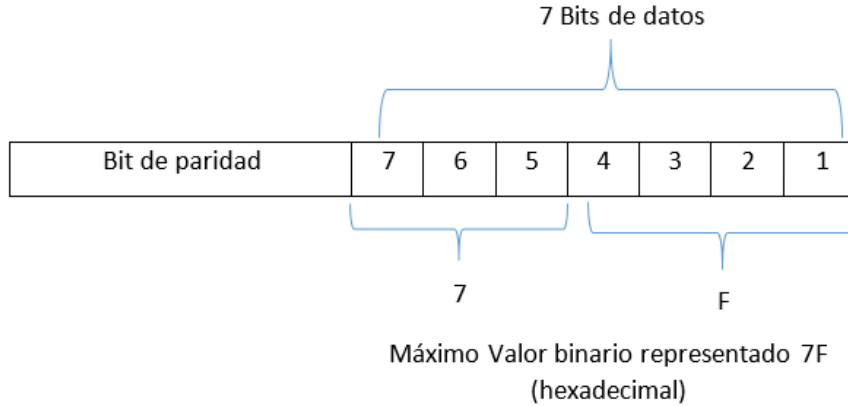 7 Bits de datos
Bit de paridad 7 6 5 4 3 2 1
7 F
Máximo Valor binario representado 7F
(hexadecimal)